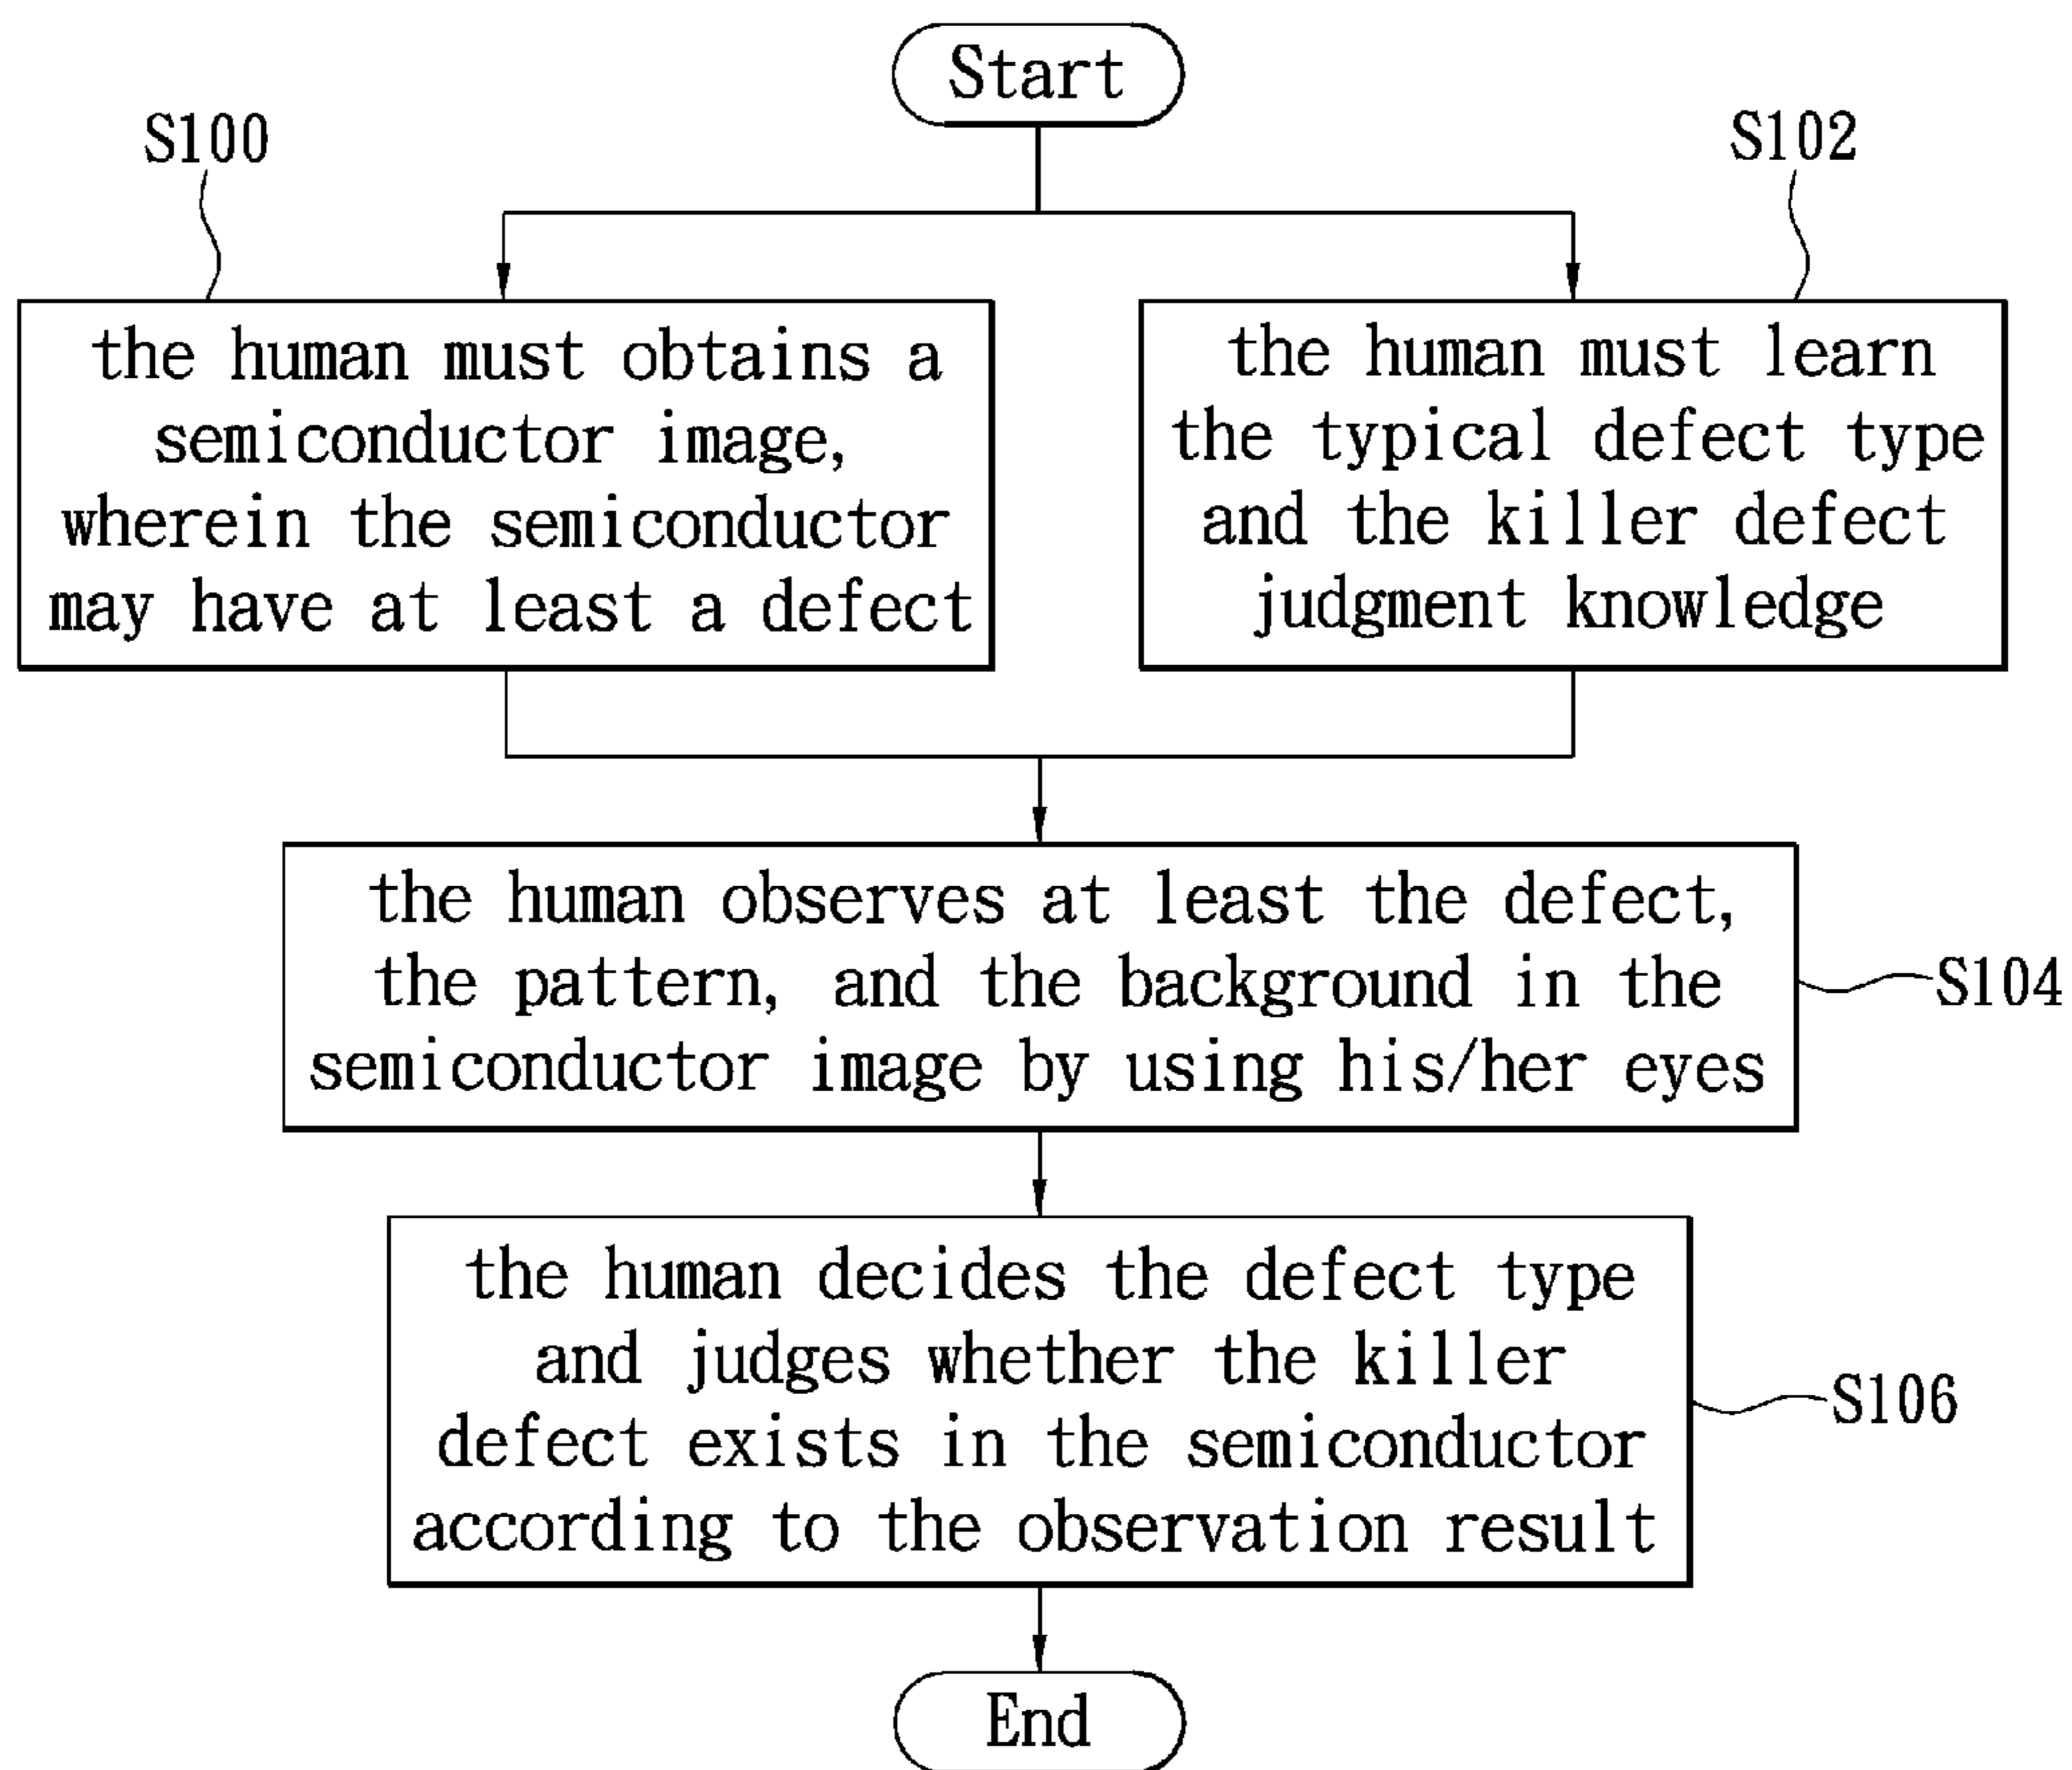 Start
S100
S102
the human must obtains a
semiconductor image,
wherein the semiconductor
may have at least a defect
the human must learn
the typical defect type
and the killer defect
judgment knowledge
the human observes at least the defect,
the pattern, and the background in the
semiconductor image by using his/her eyes
S104
the human decides the defect type
and judges whether the killer
defect exists in the semiconductor
according to the observation result
S106
End